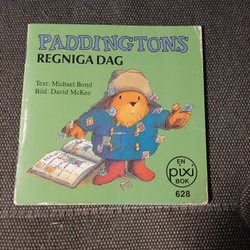 PADDINGTONS
REGNIGA DAG
Text: Michael Bond
Bild: David McKee
EN
pixi
BOK
628